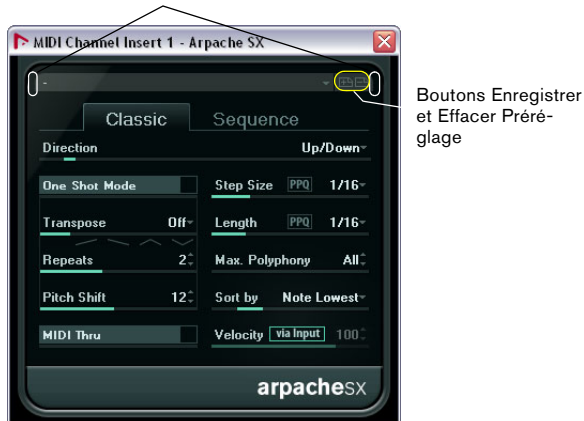 MIDI Channel Insert 1 - Arpache SX
-
Boutons Enregistrer
et Effacer Préré-
glage
Classic Sequence
Direction Up/Down
One Shot Mode Step Size PPQ 1/16
Transpose Off Length PPQ 1/16
Repeats 2 Max. Polyphony All
Pitch Shift 12 Sort by Note Lowest
MIDI Thru Velocity via Input 100
arpacheSX